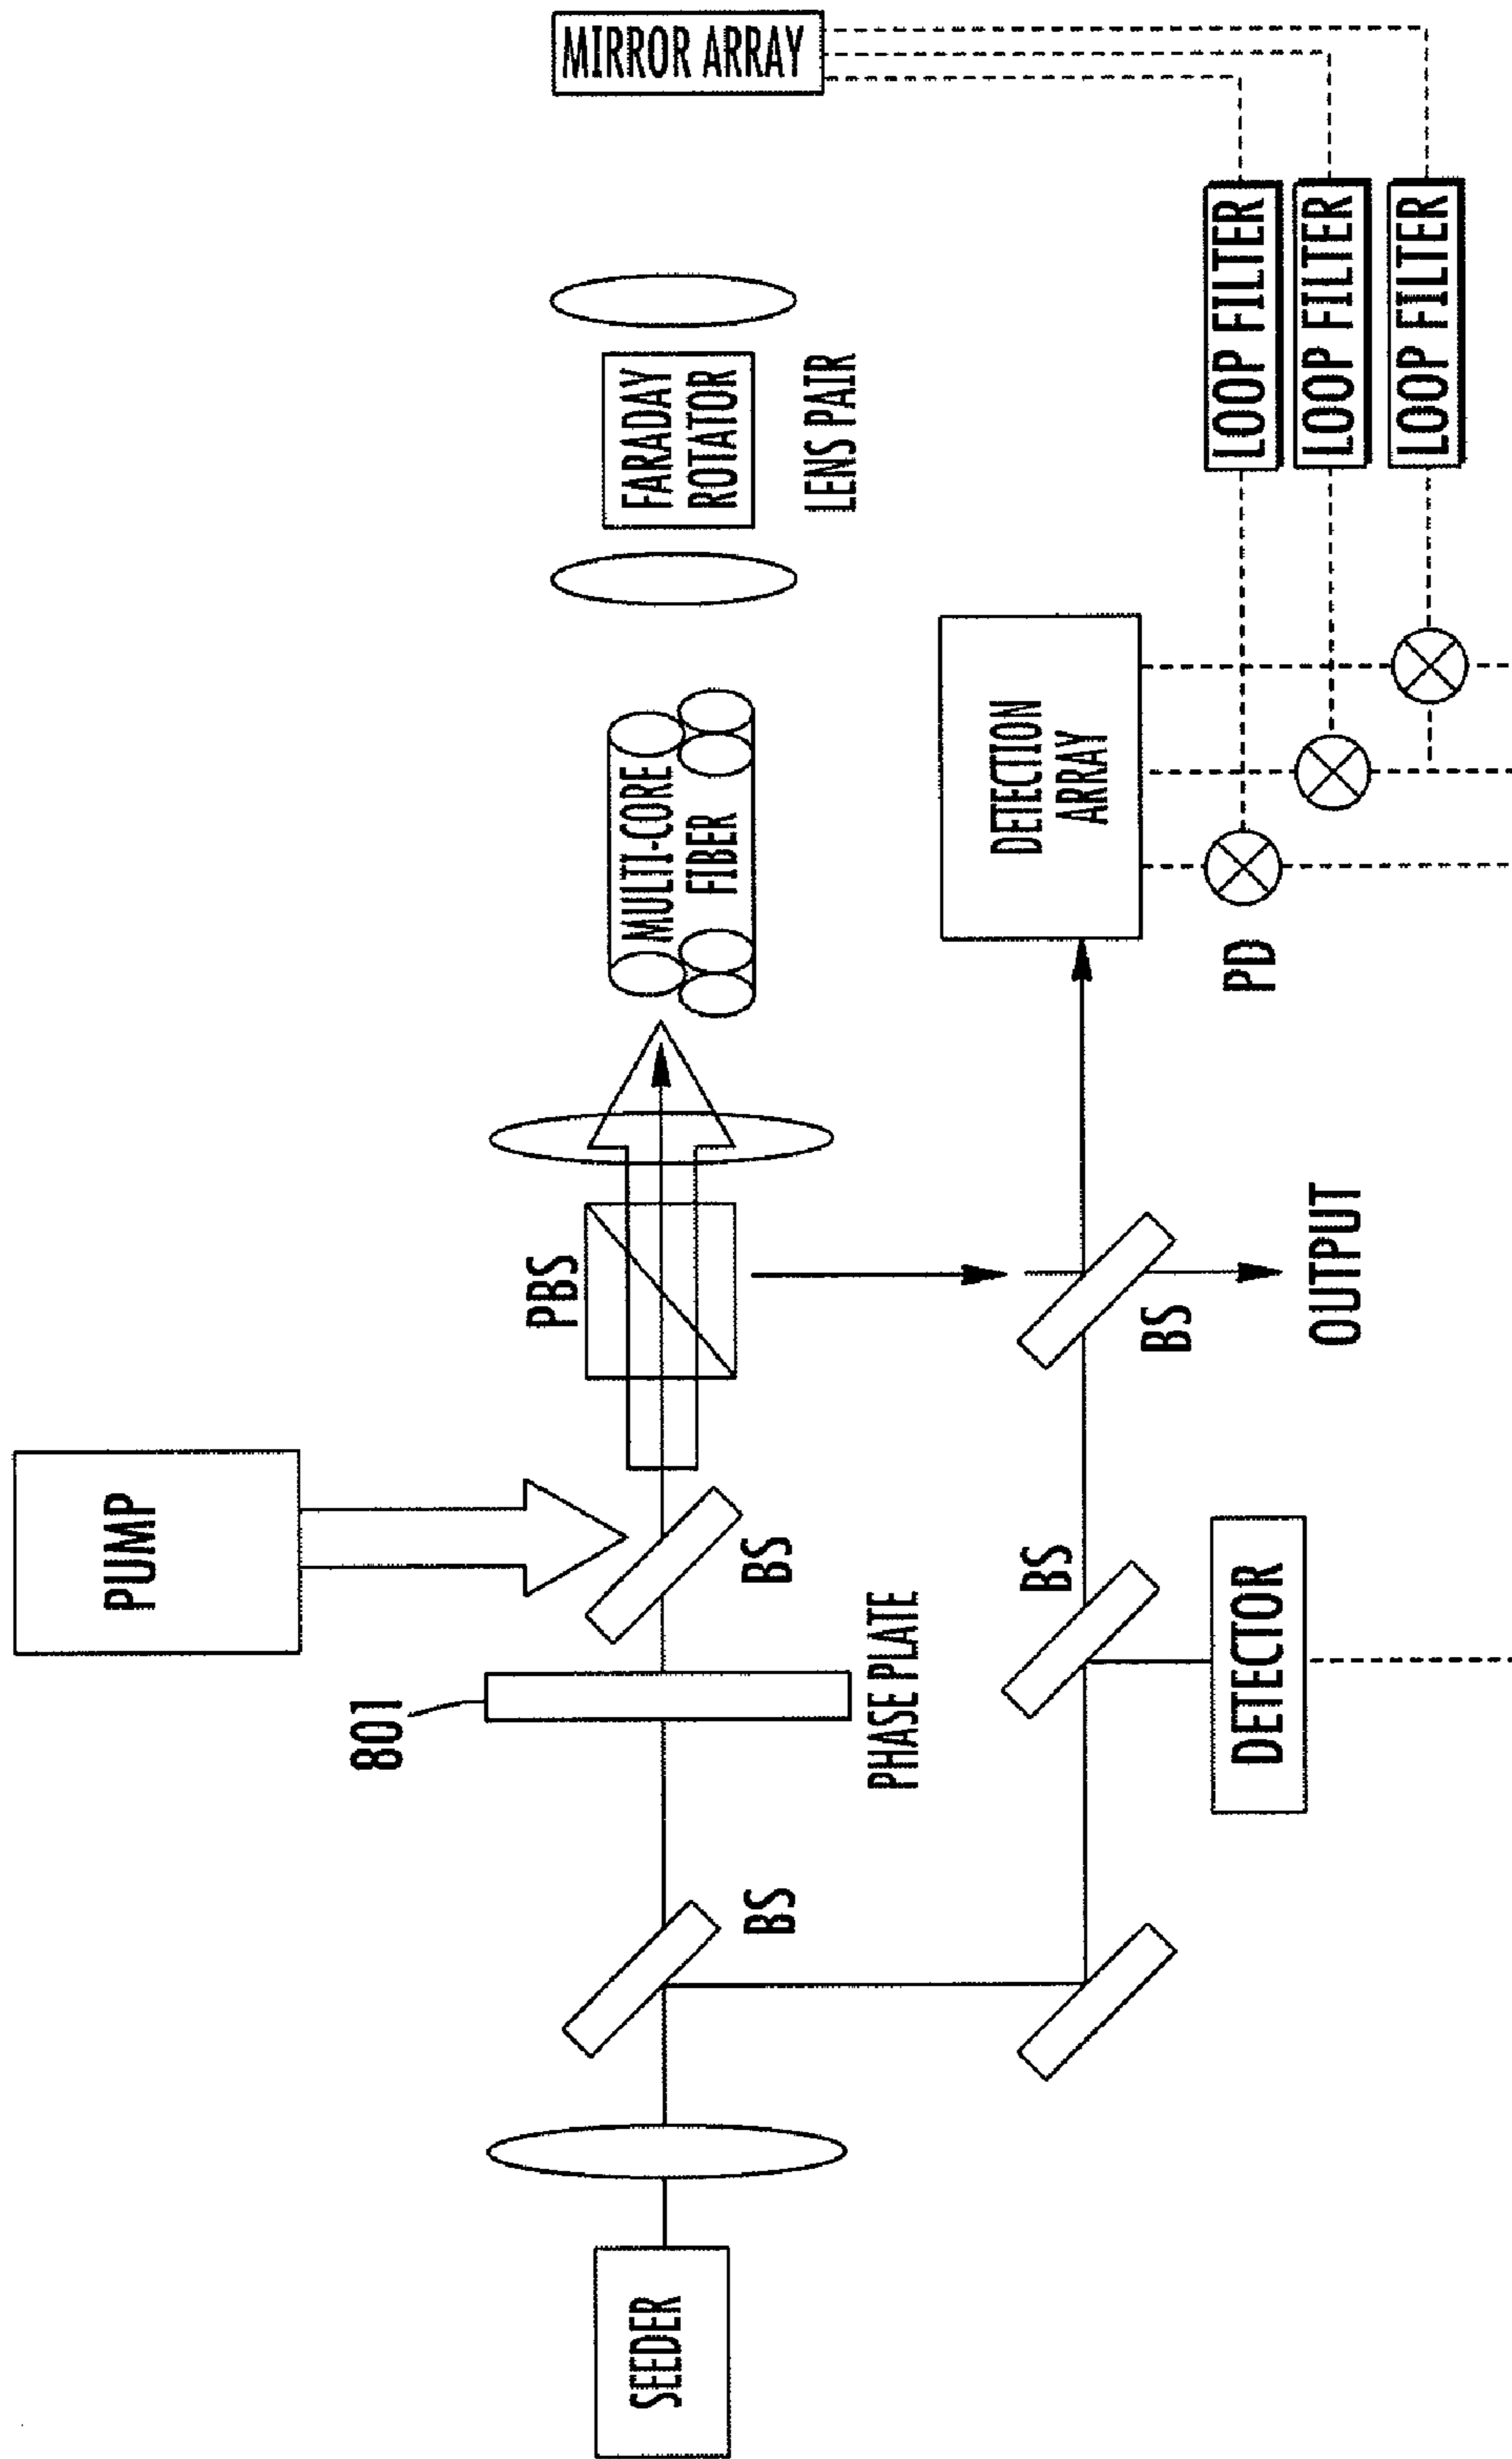 PUMP
801
PHASE PLATE
SEEDER
BS
BS
PBS
MULTI-CORE
FIBER
FARADAY
ROTATOR
LENS PAIR
MIRROR ARRAY
BS
BS
DETECTOR
OUTPUT
DETECTION
ARRAY
PD
LOOP FILTER
LOOP FILTER
LOOP FILTER